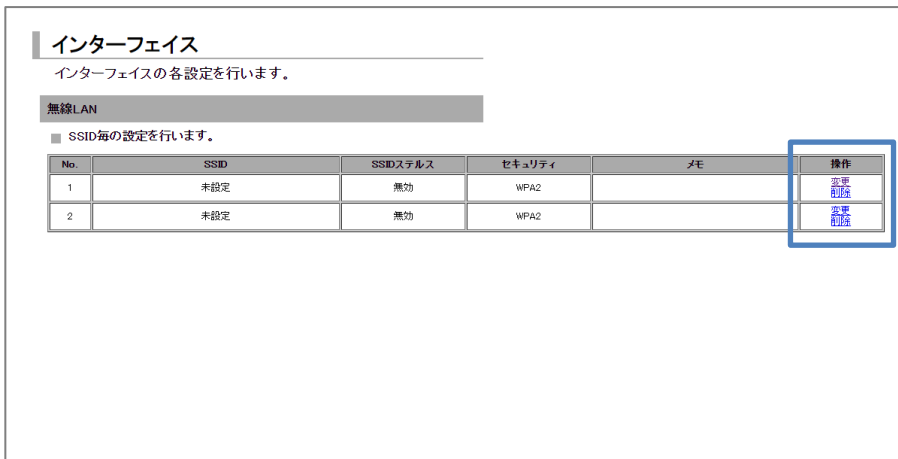 インターフェイス
インターフェイスの各設定を行います。
無線LAN
SSID毎の設定を行います。
No. SSID SSIDステルス セキュリティ メモ 操作
1 未設定 無効 WPA2 変更
削除
2 未設定 無効 WPA2 変更
削除